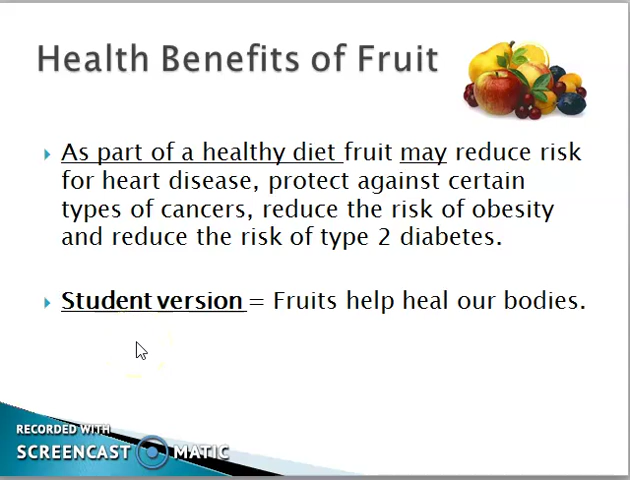 Health Benefits of Fruit
As part of a healthy diet fruit may reduce risk
for heart disease, protect against certain
types of cancers, reduce the risk of obesity
and reduce the risk of type 2 diabetes.
Student version = Fruits help heal our bodies.
RECORDED WITH
SCREENCAST MATIC